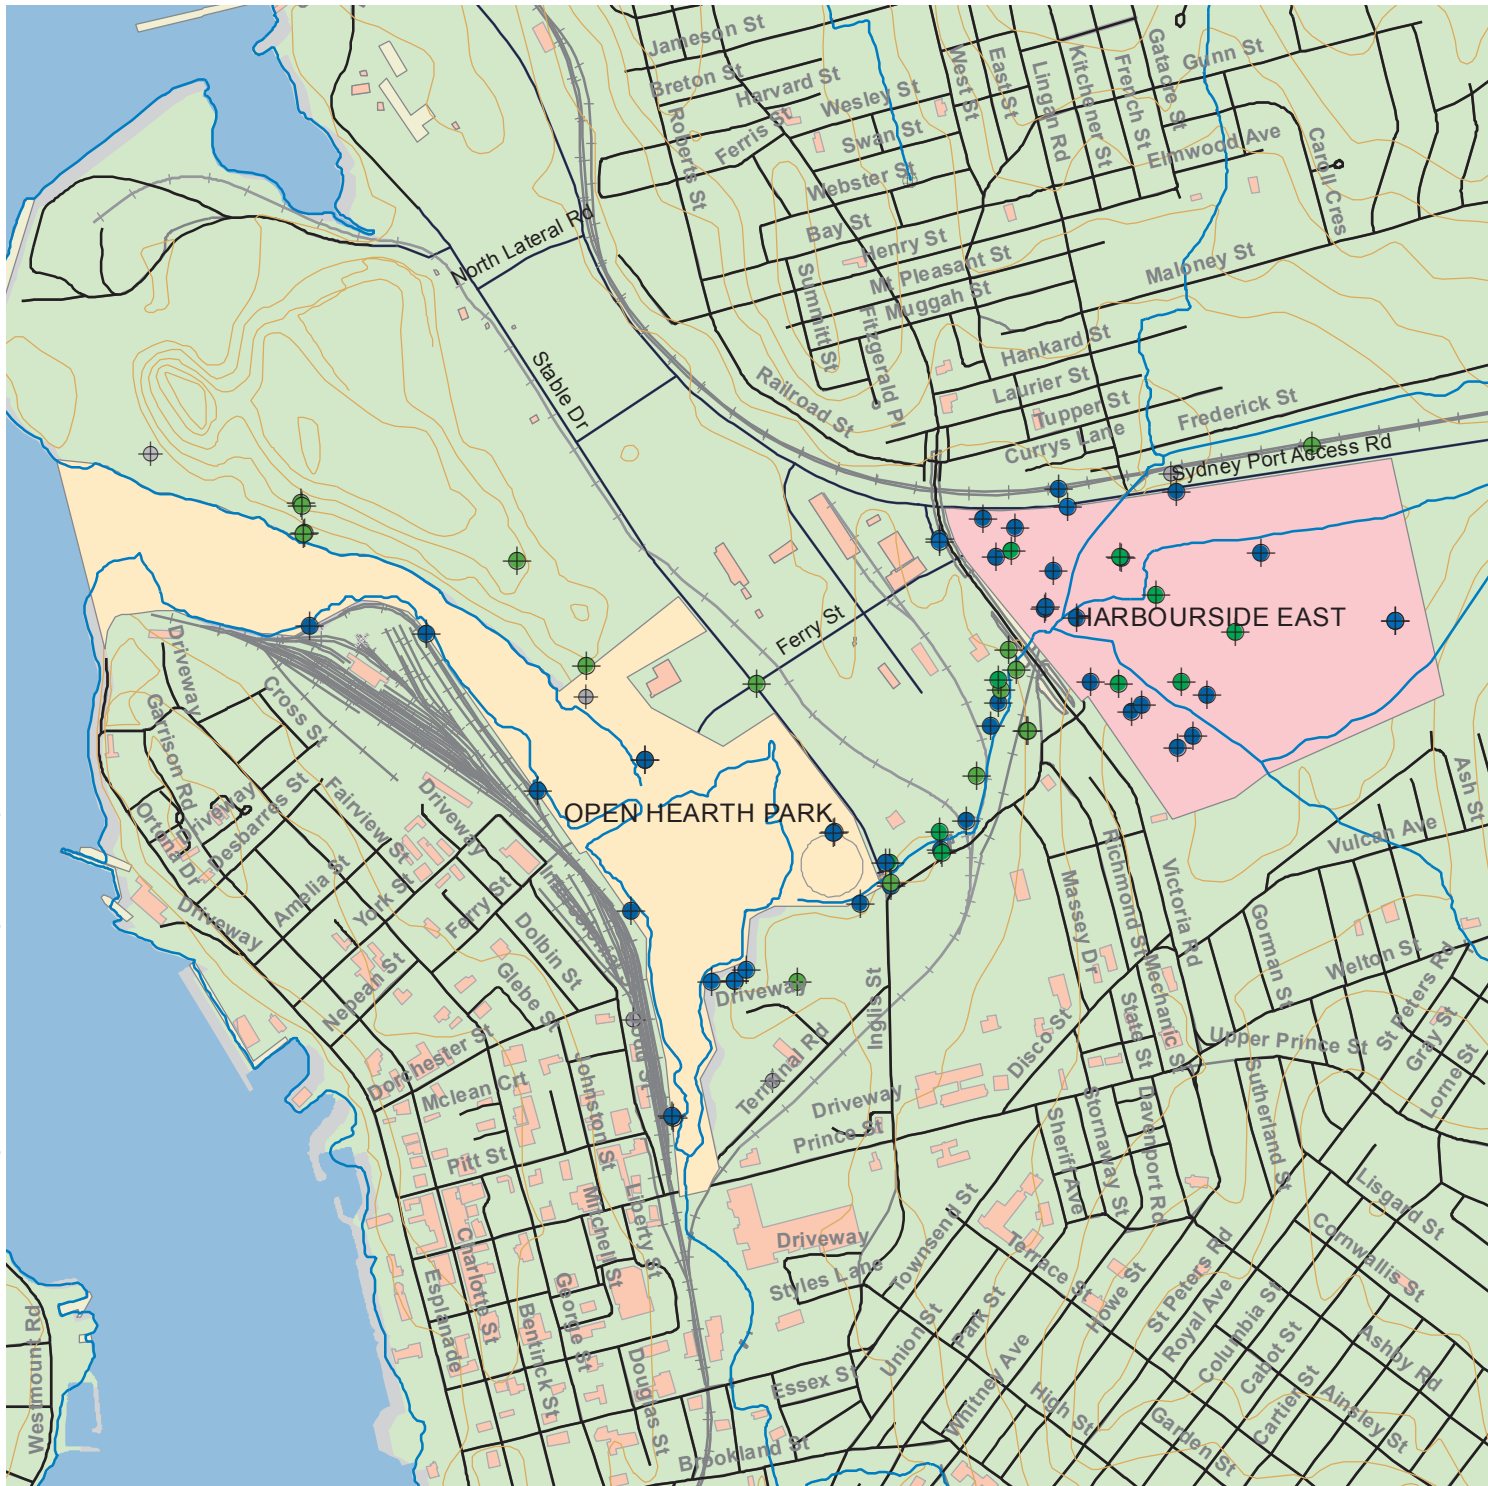 Jameson St
Breton St
Harvard St
Wesley St
Swan St
Ferris St
Roberts St
Webster St
Bay St
Henry St
Mt Pleasant St
Muggah St
Summitt St
Fitzgerald Pl
West St
East St
Lingan Rd
Kitchener St
French St
Gatacre St
Gunn St
Elmwood Ave
Caroll Cres
Maloney St
Hankard St
Laurier St
Tupper St
Currys Lane
Frederick St
Sydney Port Access Rd
North Lateral Rd
Stable Dr
Railroad St
Ferry St
HARBOURSIDE EAST
OPEN HEARTH PARK
Driveway
Garrison Rd
Cross St
Ortona Dr
Driveway
Desbarres St
Fairview St
Driveway
Amelia St
York St
Ferry St
Driveway
Nepean St
Dolbin St
Glebe St
Dorchester St
Mclean Crt
Johnston St
Pitt St
Charlotte St
Esplanade
Bentinck St
George St
Mitchell St
Liberty St
Douglas St
Brookland St
Westmount Rd
Driveway
Inglis St
Terminal Rd
Driveway
Prince St
Driveway
Styles Lane
Essex St
Townsend St
Union St
Park St
Whitney Ave
High St
Terrace St
Howe St
St Peters Rd
Royal Ave
Columbia St
Cabot St
Cartier St
Garden St
Ainsley St
Ashby Rd
Cornwallis St
Lisgard St
Massey Dr
Richmond St
Victoria Rd
Mechanic St
State St
Disco St
Sheriff Ave
Stornaway St
Davenport Rd
Sutherland St
Upper Prince St
Gorman St
Welton St
St Peters Rd
Gray St
Lorne St
Vulcan Ave
Ash St